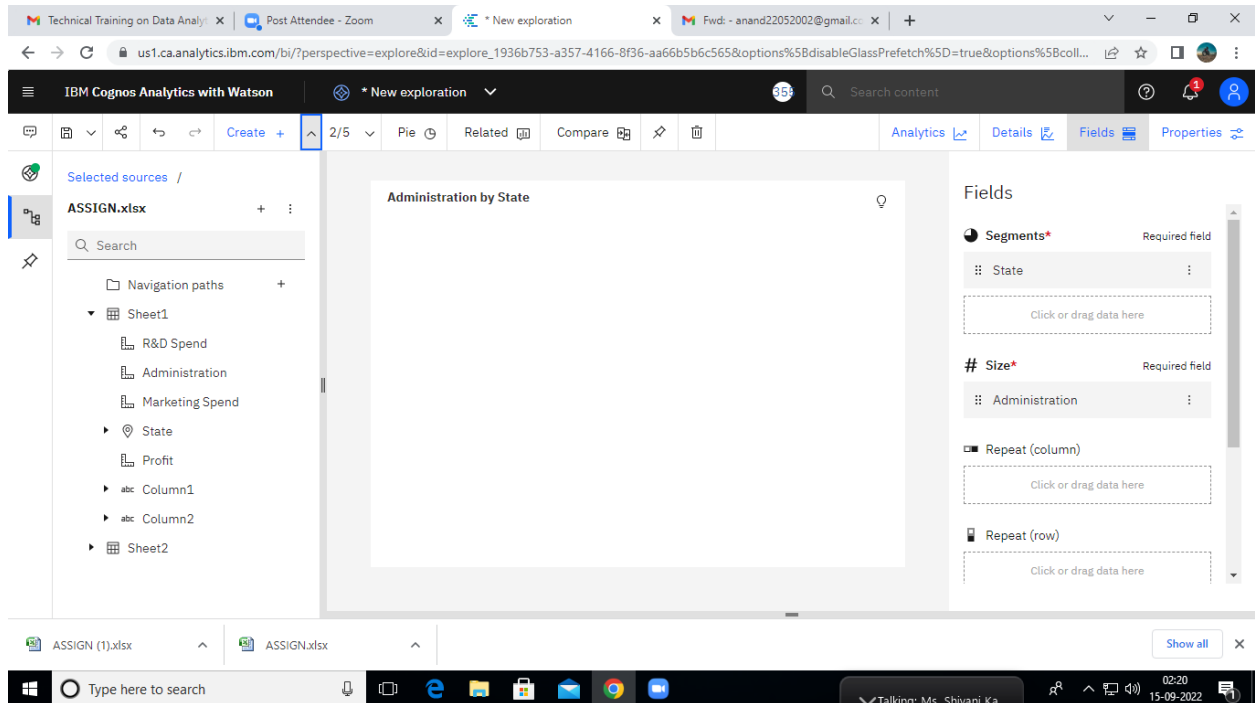 Technical Training on Data Analyt
Post Attendee - Zoom
* New exploration
Fwd: - anand22052002@gmail.cc
us1.ca.analytics.ibm.com/bi/?perspective=explore&id=explore_1936b753-a357-4166-8f36-aa66b5b6c565&options%5BdisableGlassPrefetch%5D=true&options%5Bcoll...
IBM Cognos Analytics with Watson
* New exploration
Search content
1
Create +
2/5
Pie
Related
Compare
Analytics
Details
Fields
Properties
Selected sources /
ASSIGN.xlsx
Search
Navigation paths
Sheet1
R&D Spend
Administration
Marketing Spend
State
Profit
abc Column1
abc Column2
Sheet2
Administration by State
Fields
Segments* Required field
State
Click or drag data here
# Size* Required field
Administration
Repeat (column)
Click or drag data here
Repeat (row)
Click or drag data here
ASSIGN (1).xlsx
ASSIGN.xlsx
Show all
Type here to search
Talking: Ms. Shivani Ka
02:20
15-09-2022